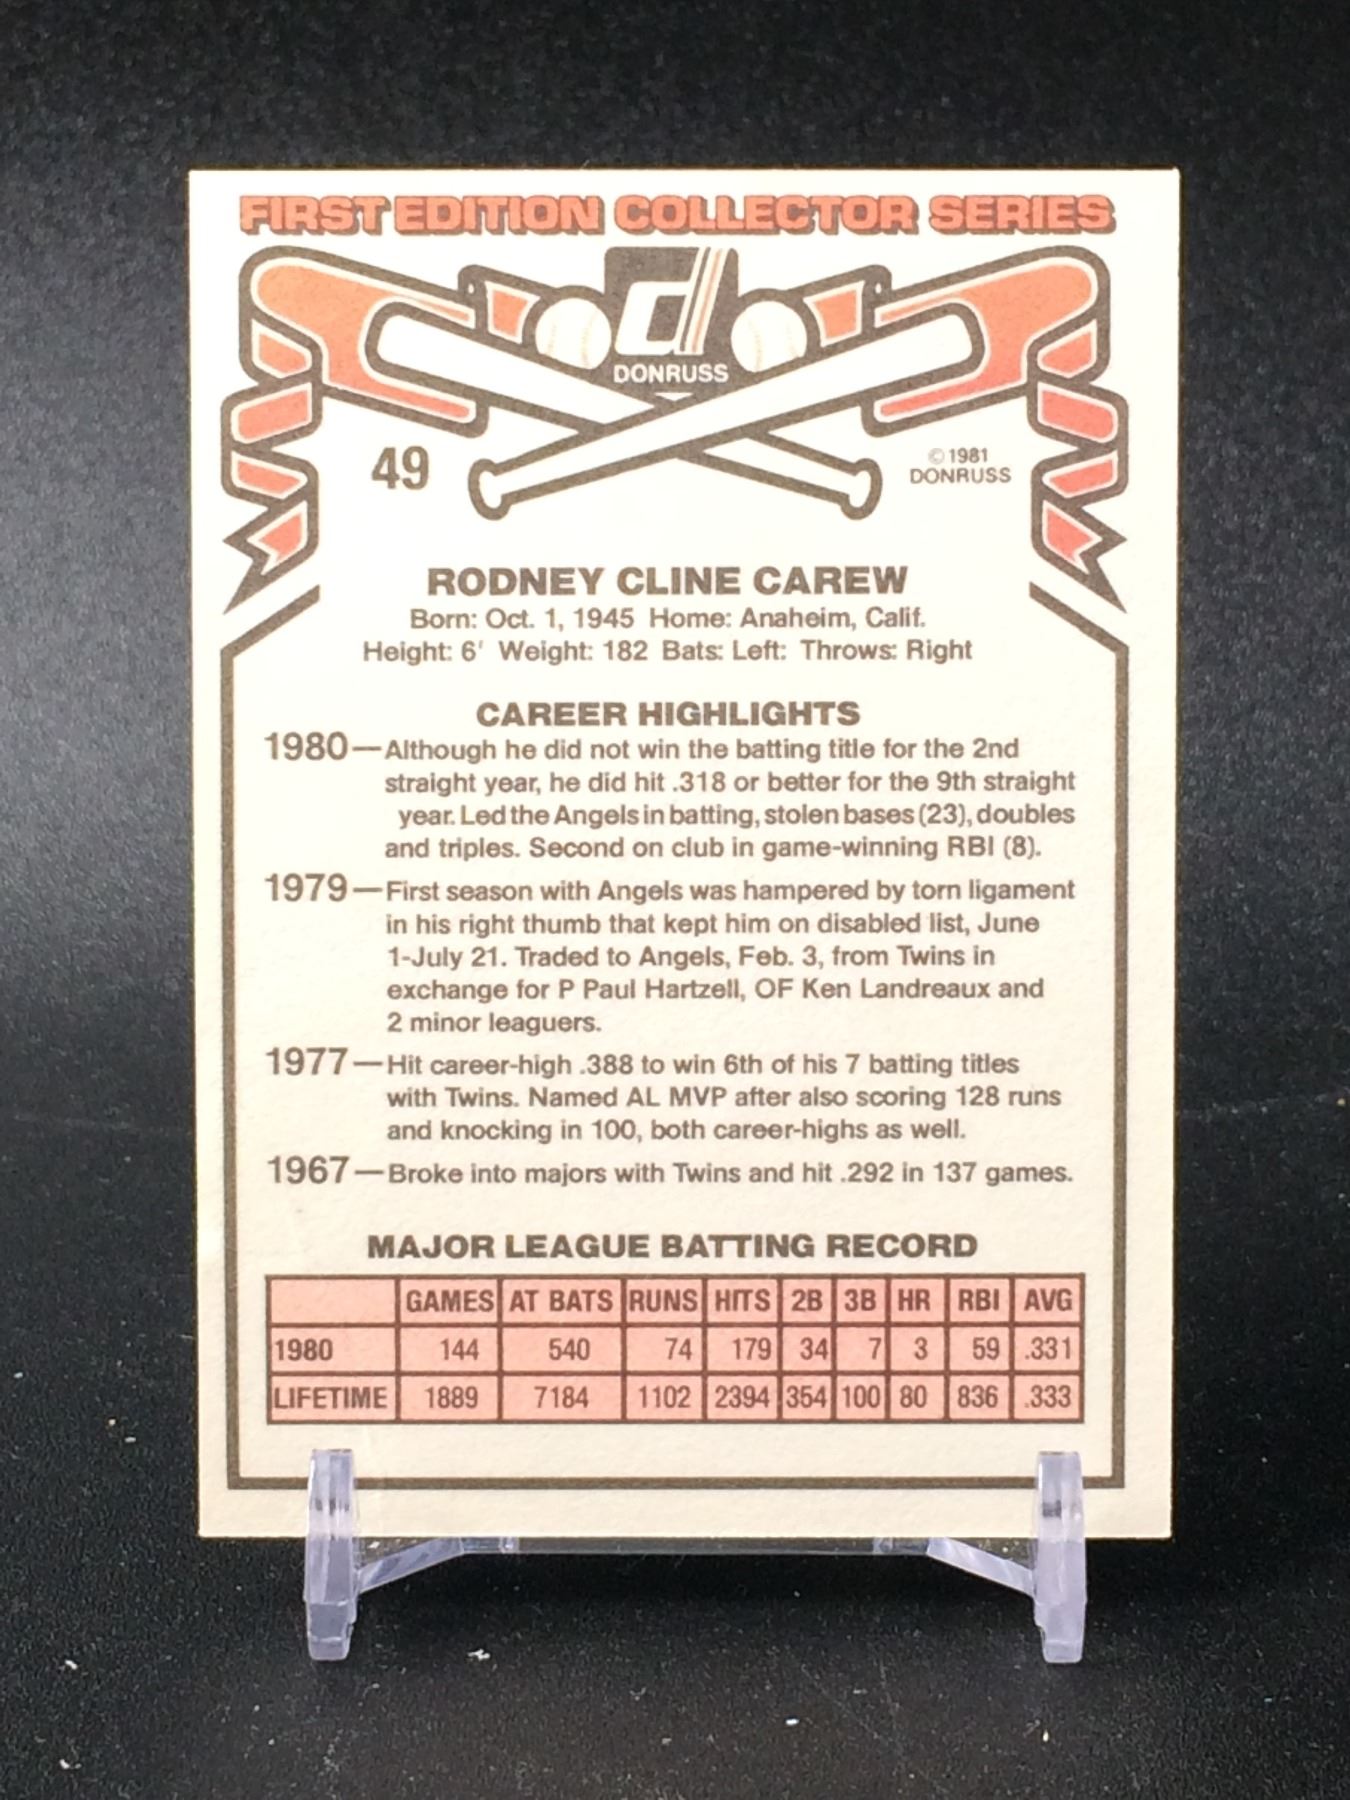 FIRST EDITION COLLECTOR SERIES
d
DONRUSS
49
© 1981
DONRUSS
RODNEY CLINE CAREW
Born: Oct. 1, 1945 Home: Anaheim, Calif.
Height: 6' Weight: 182 Bats: Left: Throws: Right
CAREER HIGHLIGHTS
1980—Although he did not win the batting title for the 2nd
straight year, he did hit .318 or better for the 9th straight
year. Led the Angels in batting, stolen bases (23), doubles
and triples. Second on club in game-winning RBI (8).
1979—First season with Angels was hampered by torn ligament
in his right thumb that kept him on disabled list, June
1-July 21. Traded to Angels, Feb. 3, from Twins in
exchange for P Paul Hartzell, OF Ken Landreaux and
2 minor leaguers.
1977—Hit career-high .388 to win 6th of his 7 batting titles
with Twins. Named AL MVP after also scoring 128 runs
and knocking in 100, both career-highs as well.
1967—Broke into majors with Twins and hit .292 in 137 games.
MAJOR LEAGUE BATTING RECORD
GAMES AT BATS RUNS HITS 2B 3B HR RBI AVG
1980 144 540 74 179 34 7 3 59 .331
LIFETIME 1889 7184 1102 2394 354 100 80 836 .333